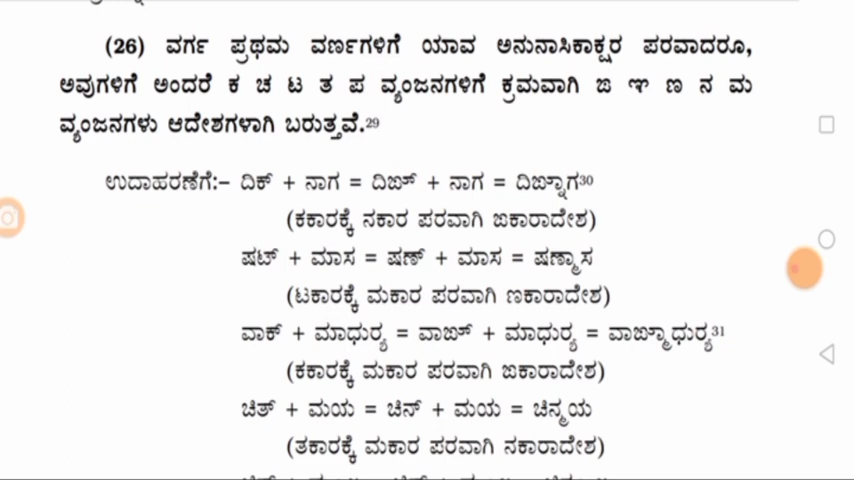 (26) ವರ್ಗ ಪ್ರಥಮ ವರ್ಣಗಳಿಗೆ ಯಾವ ಅನುನಾಸಿಕಾಕ್ಷರ ಪರವಾದರೂ,
ಅವುಗಳಿಗೆ ಅಂದರೆ ಕ ಚ ಟ ತ ಪ ವ್ಯಂಜನಗಳಿಗೆ ಕ್ರಮವಾಗಿ ಙ ಞ ಣ ನ ಮ
ವ್ಯಂಜನಗಳು ಆದೇಶಗಳಾಗಿ ಬರುತ್ತವೆ.29
ಉದಾಹರಣೆಗೆ:- ದಿಕ್ + ನಾಗ = ದಿಙ್ + ನಾಗ = ದಿಙ್ನಾಗ30
(ಕಕಾರಕ್ಕೆ ನಕಾರ ಪರವಾಗಿ ಙಕಾರಾದೇಶ)
ಷಟ್ + ಮಾಸ = ಷಣ್ + ಮಾಸ = ಷಣ್ಮಾಸ
(ಟಕಾರಕ್ಕೆ ಮಕಾರ ಪರವಾಗಿ ಣಕಾರಾದೇಶ)
ವಾಕ್ + ಮಾಧುರ‍್ಯ = ವಾಙ್ + ಮಾಧುರ‍್ಯ = ವಾಙ್ಮಾಧುರ‍್ಯ31
(ಕಕಾರಕ್ಕೆ ಮಕಾರ ಪರವಾಗಿ ಙಕಾರಾದೇಶ)
ಚಿತ್ + ಮಯ = ಚಿನ್ + ಮಯ = ಚಿನ್ಮಯ
(ತಕಾರಕ್ಕೆ ಮಕಾರ ಪರವಾಗಿ ನಕಾರಾದೇಶ)